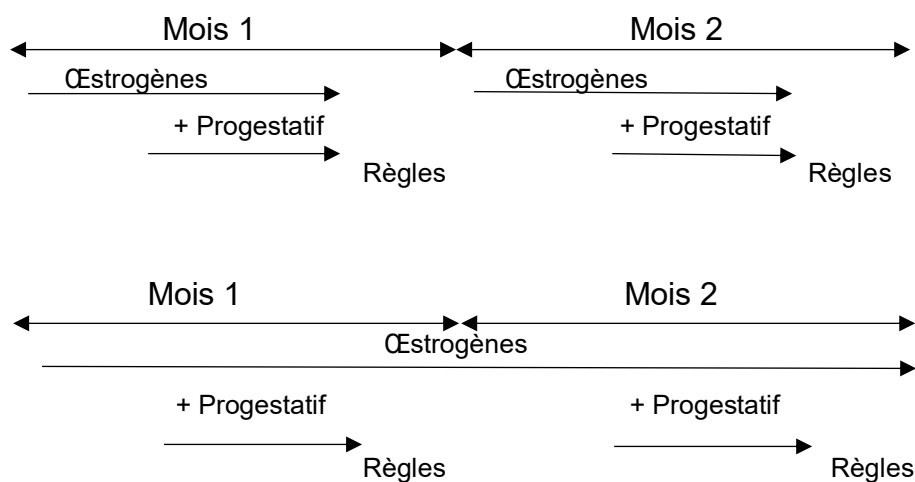 Mois 1 Mois 2
Œstrogènes Œstrogènes
+ Progestatif + Progestatif
Règles Règles
Mois 1 Mois 2
Œstrogènes
+ Progestatif + Progestatif
Règles Règles